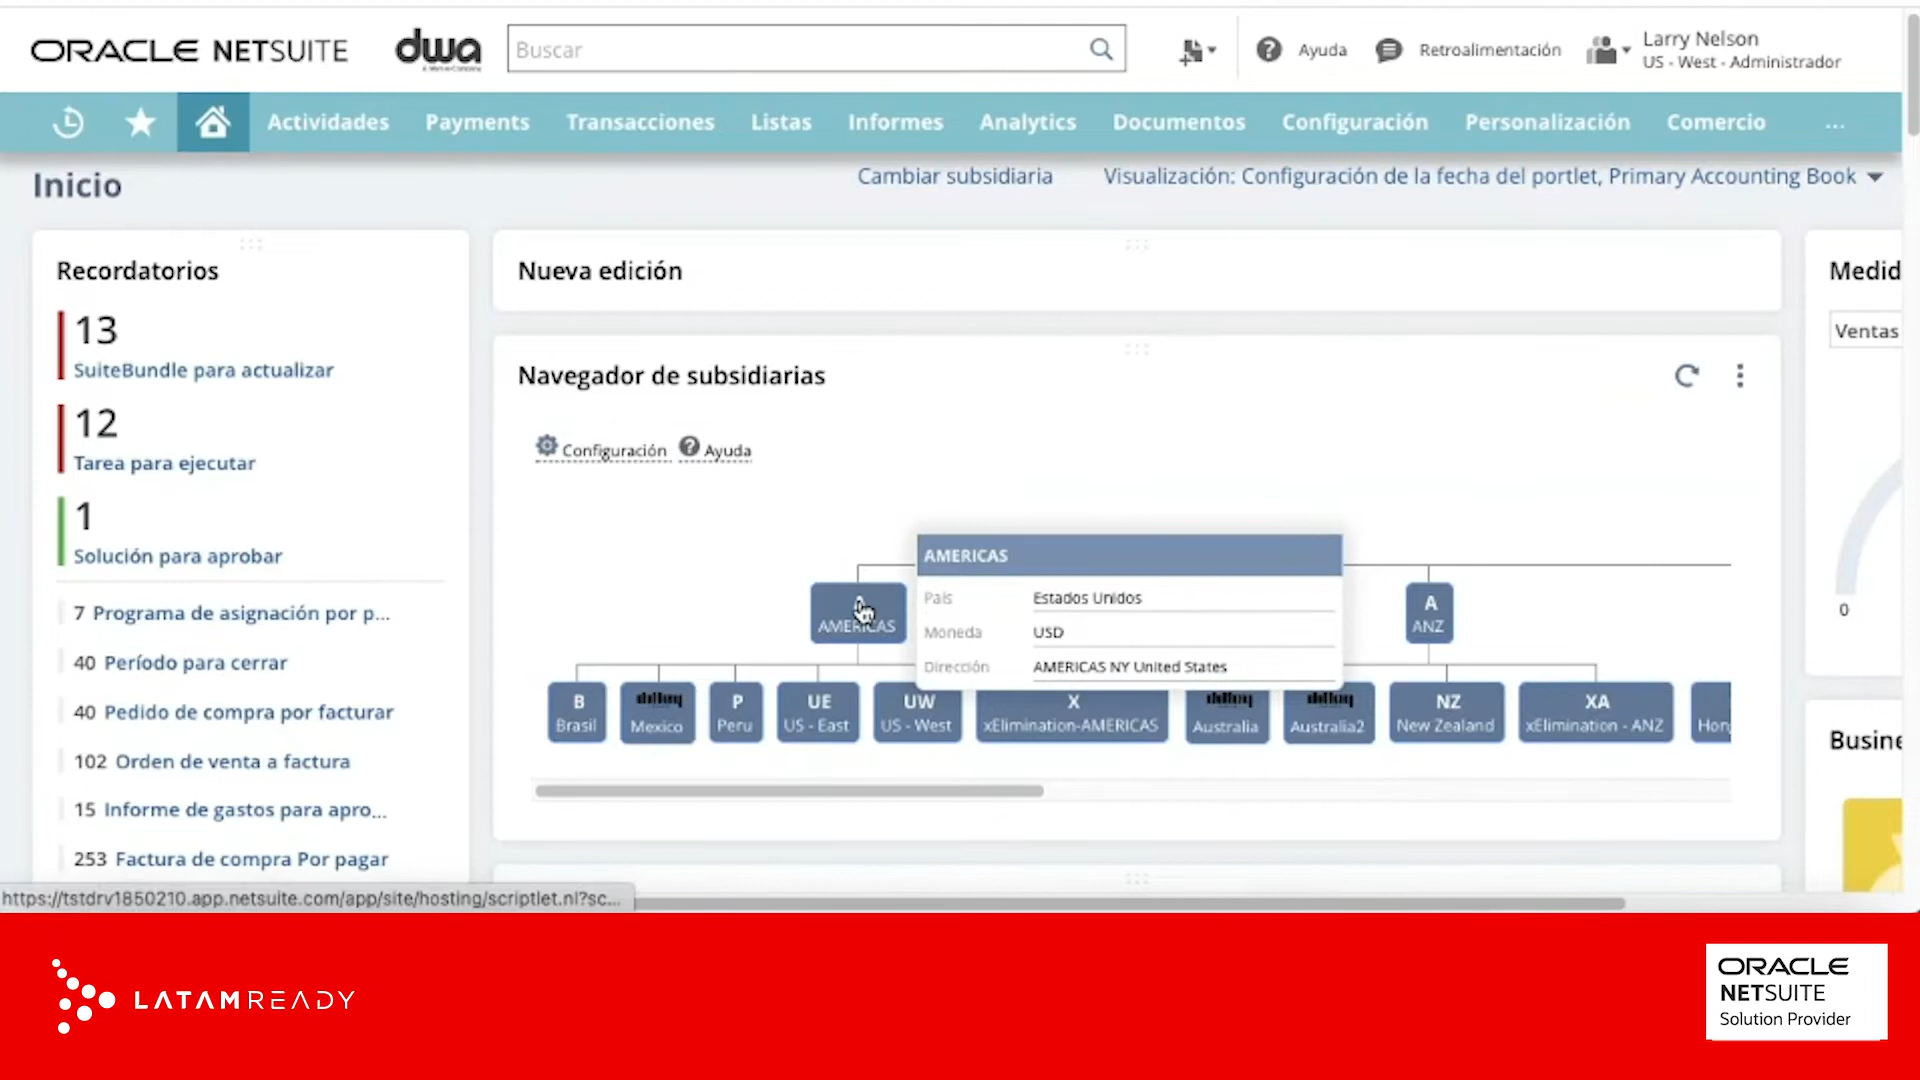 ORACLE NETSUITE
dwa
Buscar
Ayuda
Retroalimentación
Larry Nelson
US - West - Administrador
Actividades
Payments
Transacciones
Listas
Informes
Analytics
Documentos
Configuración
Personalización
Comercio
...
Inicio
Cambiar subsidiaria
Visualización: Configuración de la fecha del portlet, Primary Accounting Book
Recordatorios
13
SuiteBundle para actualizar
12
Tarea para ejecutar
1
Solución para aprobar
7 Programa de asignación por p...
40 Período para cerrar
40 Pedido de compra por facturar
102 Orden de venta a factura
15 Informe de gastos para apro...
253 Factura de compra Por pagar
Nueva edición
Navegador de subsidiarias
Configuración
Ayuda
AMERICAS
País
Estados Unidos
Moneda
USD
Dirección
AMERICAS NY United States
AMERICAS
A
ANZ
B
Brasil
Mexico
P
Peru
UE
US - East
UW
US - West
X
xElimination-AMERICAS
Australia
Australia2
NZ
New Zealand
XA
xElimination - ANZ
Hon
Medid
Ventas
0
Busine
https://tstdrv1850210.app.netsuite.com/app/site/hosting/scriptlet.nl?sc...
LATAMREADY
ORACLE
NETSUITE
Solution Provider